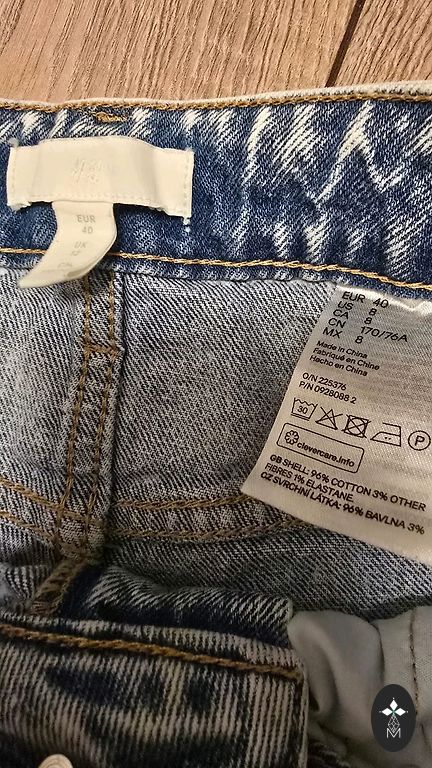 H&M
EUR
40
UK
12
EUR 40
US 8
CA 8
CN 170/76A
MX 8
Made in China
Fabriqué en Chine
Hecho en China
O/N 225376
P/N 0928088 2
30
P
clevercare.info
GB SHELL: 96% COTTON 3% OTHER
FIBRES 1% ELASTANE.
CZ SVRCHNÍ LÁTKA: 96% BAVLNA 3%
M